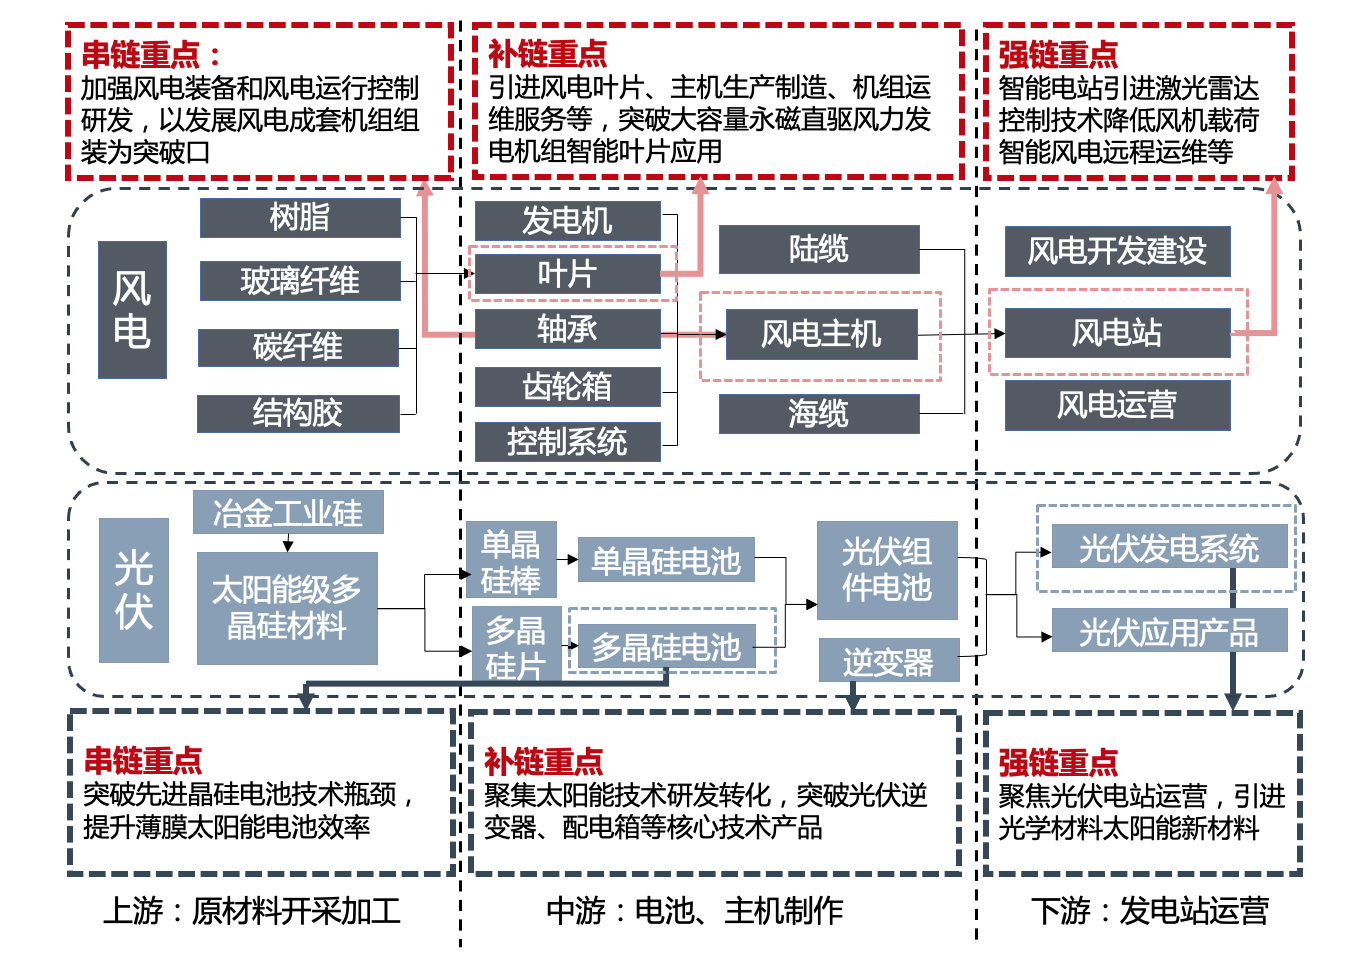 串链重点：
加强风电装备和风电运行控制
研发，以发展风电成套机组组
装为突破口
补链重点
引进风电叶片、主机生产制造、机组运
维服务等，突破大容量永磁直驱风力发
电机组智能叶片应用
强链重点
智能电站引进激光雷达
控制技术降低风机载荷
智能风电远程运维等
风
电
树脂
玻璃纤维
碳纤维
结构胶
发电机
叶片
轴承
齿轮箱
控制系统
陆缆
风电主机
海缆
风电开发建设
风电站
风电运营
光
伏
冶金工业硅
太阳能级多
晶硅材料
单晶
硅棒
多晶
硅片
单晶硅电池
多晶硅电池
光伏组
件电池
逆变器
光伏发电系统
光伏应用产品
串链重点
突破先进晶硅电池技术瓶颈，
提升薄膜太阳能电池效率
补链重点
聚集太阳能技术研发转化，突破光伏逆
变器、配电箱等核心技术产品
强链重点
聚焦光伏电站运营，引进
光学材料太阳能新材料
上游：原材料开采加工
中游：电池、主机制作
下游：发电站运营